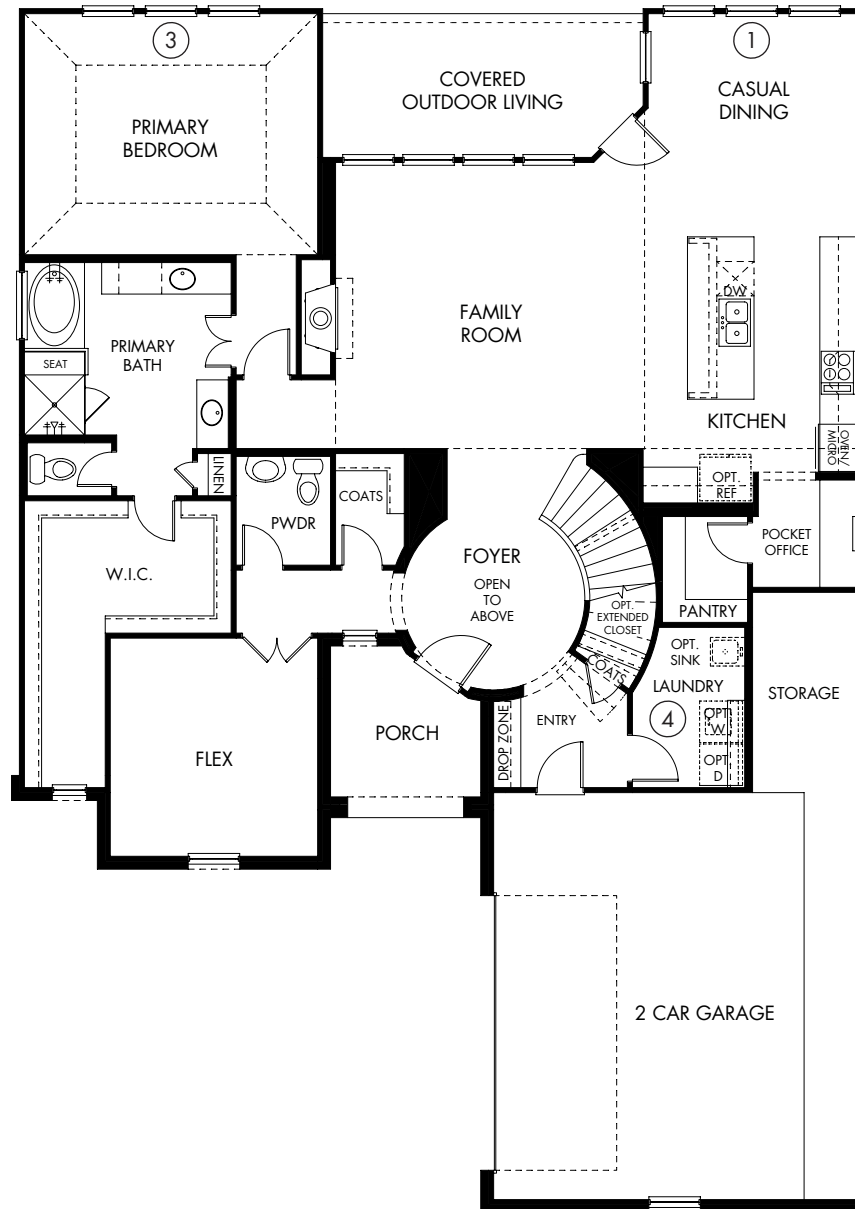 3
1
COVERED
OUTDOOR LIVING
CASUAL
DINING
PRIMARY
BEDROOM
DW
FAMILY
ROOM
PRIMARY
BATH
SEAT
KITCHEN
OVEN/
MICRO
LINEN
OPT.
REF
COATS
PWDR
POCKET
OFFICE
FOYER
OPEN
TO
ABOVE
W.I.C.
OPT.
EXTENDED
CLOSET
PANTRY
OPT.
SINK
COATS
LAUNDRY
4
STORAGE
DROP ZONE
ENTRY
OPT
W
PORCH
FLEX
OPT
D
2 CAR GARAGE